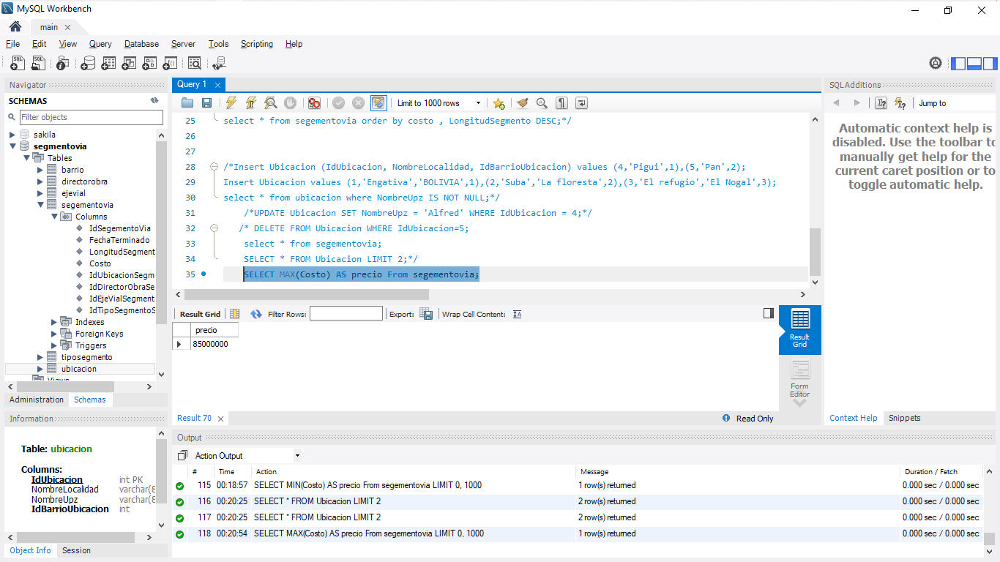 MySQL Workbench
main
File Edit View Query Database Server Tools Scripting Help
Navigator
SCHEMAS
Filter objects
sakila
segmentovia
Tables
barrio
directorobra
ejevial
segementovia
Columns
IdSegementoVia
FechaTerminado
LongitudSegment
Costo
IdUbicacionSegm
IdDirectorObraSe
IdEjeVialSegment
IdTipoSegmentoS
Indexes
Foreign Keys
Triggers
tiposegmento
ubicacion
Views
Administration Schemas
Information
Table: ubicacion
Columns:
IdUbicacion int PK
NombreLocalidad varchar(8
NombreUpz varchar(8
IdBarrioUbicacion int
Object Info Session
Query 1
Limit to 1000 rows
25 select * from segementovia order by costo , LongitudSegmento DESC;*/
26
27
28 /*Insert Ubicacion (IdUbicacion, NombreLocalidad, IdBarrioUbicacion) values (4,'Pigui',1),(5,'Pan',2);
29 Insert Ubicacion values (1,'Engativa','BOLIVIA',1),(2,'Suba','La floresta',2),(3,'El refugio','El Nogal',3);
30 select * from ubicacion where NombreUpz IS NOT NULL;*/
31 /*UPDATE Ubicacion SET NombreUpz = 'Alfred' WHERE IdUbicacion = 4;*/
32 /* DELETE FROM Ubicacion WHERE IdUbicacion=5;
33 select * from segementovia;
34 SELECT * FROM Ubicacion LIMIT 2;*/
35 SELECT MAX(Costo) AS precio From segementovia;
Result Grid Filter Rows: Export: Wrap Cell Content:
precio
85000000
Result Grid
Form Editor
Result 70
Read Only
Output
Action Output
# Time Action Message Duration / Fetch
115 00:18:57 SELECT MIN(Costo) AS precio From segementovia LIMIT 0, 1000 1 row(s) returned 0.000 sec / 0.000 sec
116 00:20:25 SELECT * FROM Ubicacion LIMIT 2 2 row(s) returned 0.000 sec / 0.000 sec
117 00:20:25 SELECT * FROM Ubicacion LIMIT 2 2 row(s) returned 0.000 sec / 0.000 sec
118 00:20:54 SELECT MAX(Costo) AS precio From segementovia LIMIT 0, 1000 1 row(s) returned 0.000 sec / 0.000 sec
SQLAdditions
Jump to
Automatic context help is
disabled. Use the toolbar to
manually get help for the
current caret position or to
toggle automatic help.
Context Help Snippets